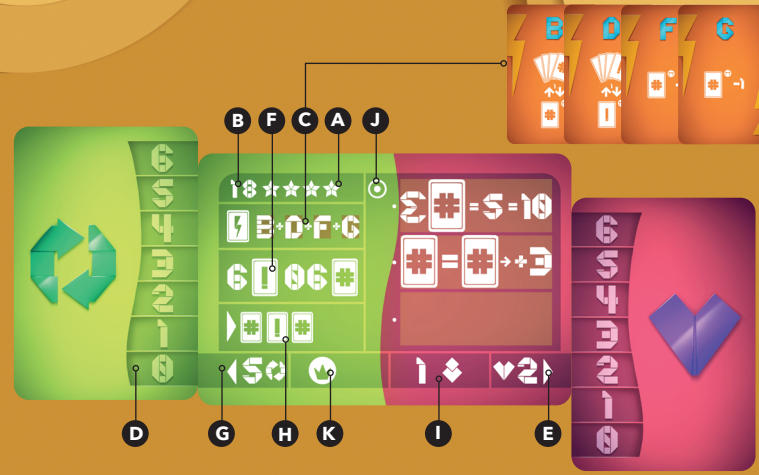 B D F G
# I # -1
B F C A J
18
B+D+F+G
6 ! 06 #
# ! #
Σ # = 5 = 10
# = # → + 3
50
1
2
6
5
4
3
2
1
0
6
5
4
3
2
1
0
D G H K I E